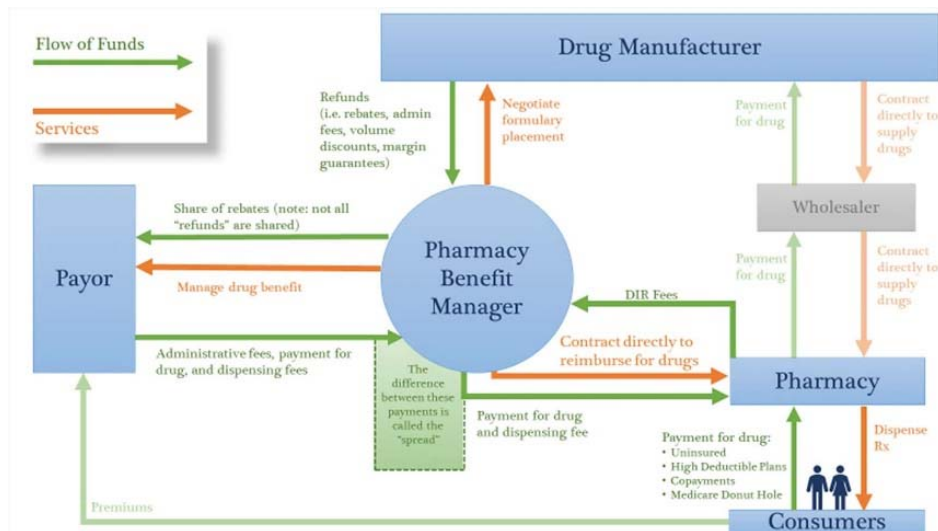 Flow of Funds
Services
Drug Manufacturer
Refunds
(i.e. rebates, admin
fees, volume
discounts, margin
guarantees)
Negotiate
formulary
placement
Payment
for drug
Contract
directly to
supply
drugs
Wholesaler
Share of rebates (note: not all
"refunds" are shared)
Payor
Manage drug benefit
Pharmacy
Benefit
Manager
Payment
for drug
Contract
directly to
supply
drugs
DIR Fees
Administrative fees, payment for
drug, and dispensing fees
The
difference
between these
payments is
called the
"spread"
Contract directly to
reimburse for drugs
Pharmacy
Payment for drug
and dispensing fee
Payment for drug:
• Uninsured
• High Deductible Plans
• Copayments
• Medicare Donut Hole
Dispense
Rx
Premiums
Consumers